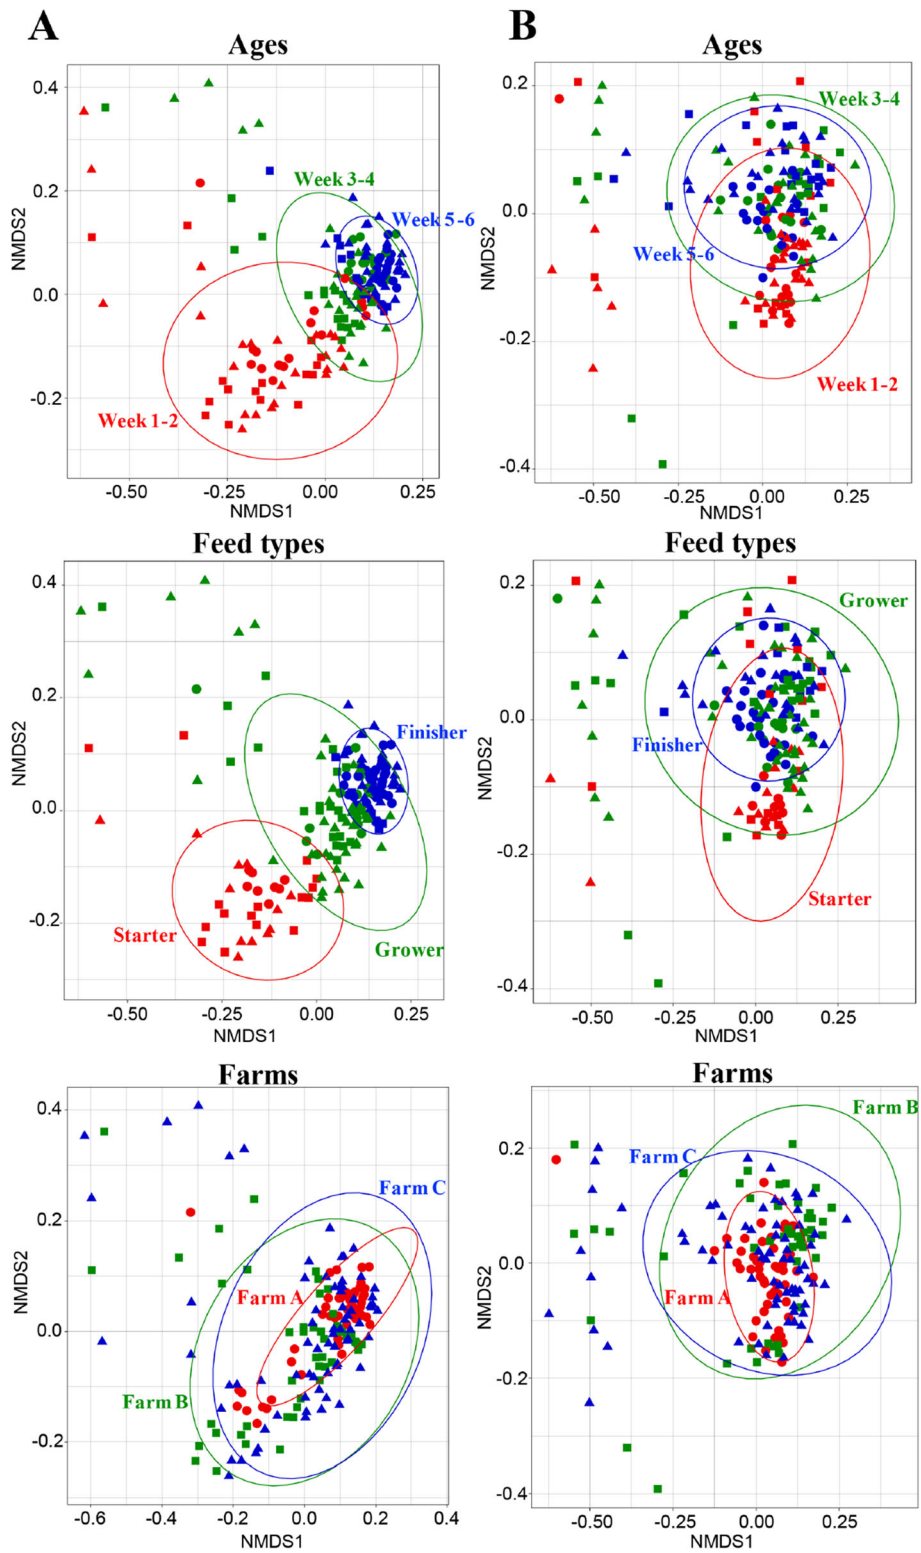 A
B
Ages
Ages
0.4
0.2
0.0
-0.2
NMDS2
-0.50
-0.25
0.00
0.25
NMDS1
Week 3-4
Week 5-6
Week 1-2
0.2
0.0
-0.2
-0.4
NMDS2
-0.50
-0.25
0.00
0.25
NMDS1
Week 3-4
Week 5-6
Week 1-2
Feed types
Feed types
0.4
0.2
0.0
-0.2
NMDS2
-0.50
-0.25
0.00
0.25
NMDS1
Finisher
Starter
Grower
0.2
0.0
-0.2
-0.4
NMDS2
-0.50
-0.25
0.00
0.25
NMDS1
Grower
Finisher
Starter
Farms
Farms
0.4
0.2
0.0
-0.2
NMDS2
-0.6
-0.4
-0.2
0.0
0.2
0.4
NMDS1
Farm C
Farm A
Farm B
0.2
0.0
-0.2
-0.4
NMDS2
-0.50
-0.25
0.00
0.25
NMDS1
Farm B
Farm C
Farm A